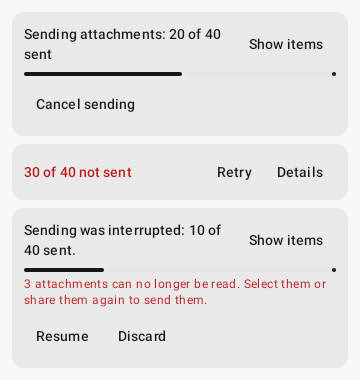 Sending attachments: 20 of 40
sent
Show items
Cancel sending
30 of 40 not sent
Retry
Details
Sending was interrupted: 10 of
40 sent.
Show items
3 attachments can no longer be read. Select them or
share them again to send them.
Resume
Discard